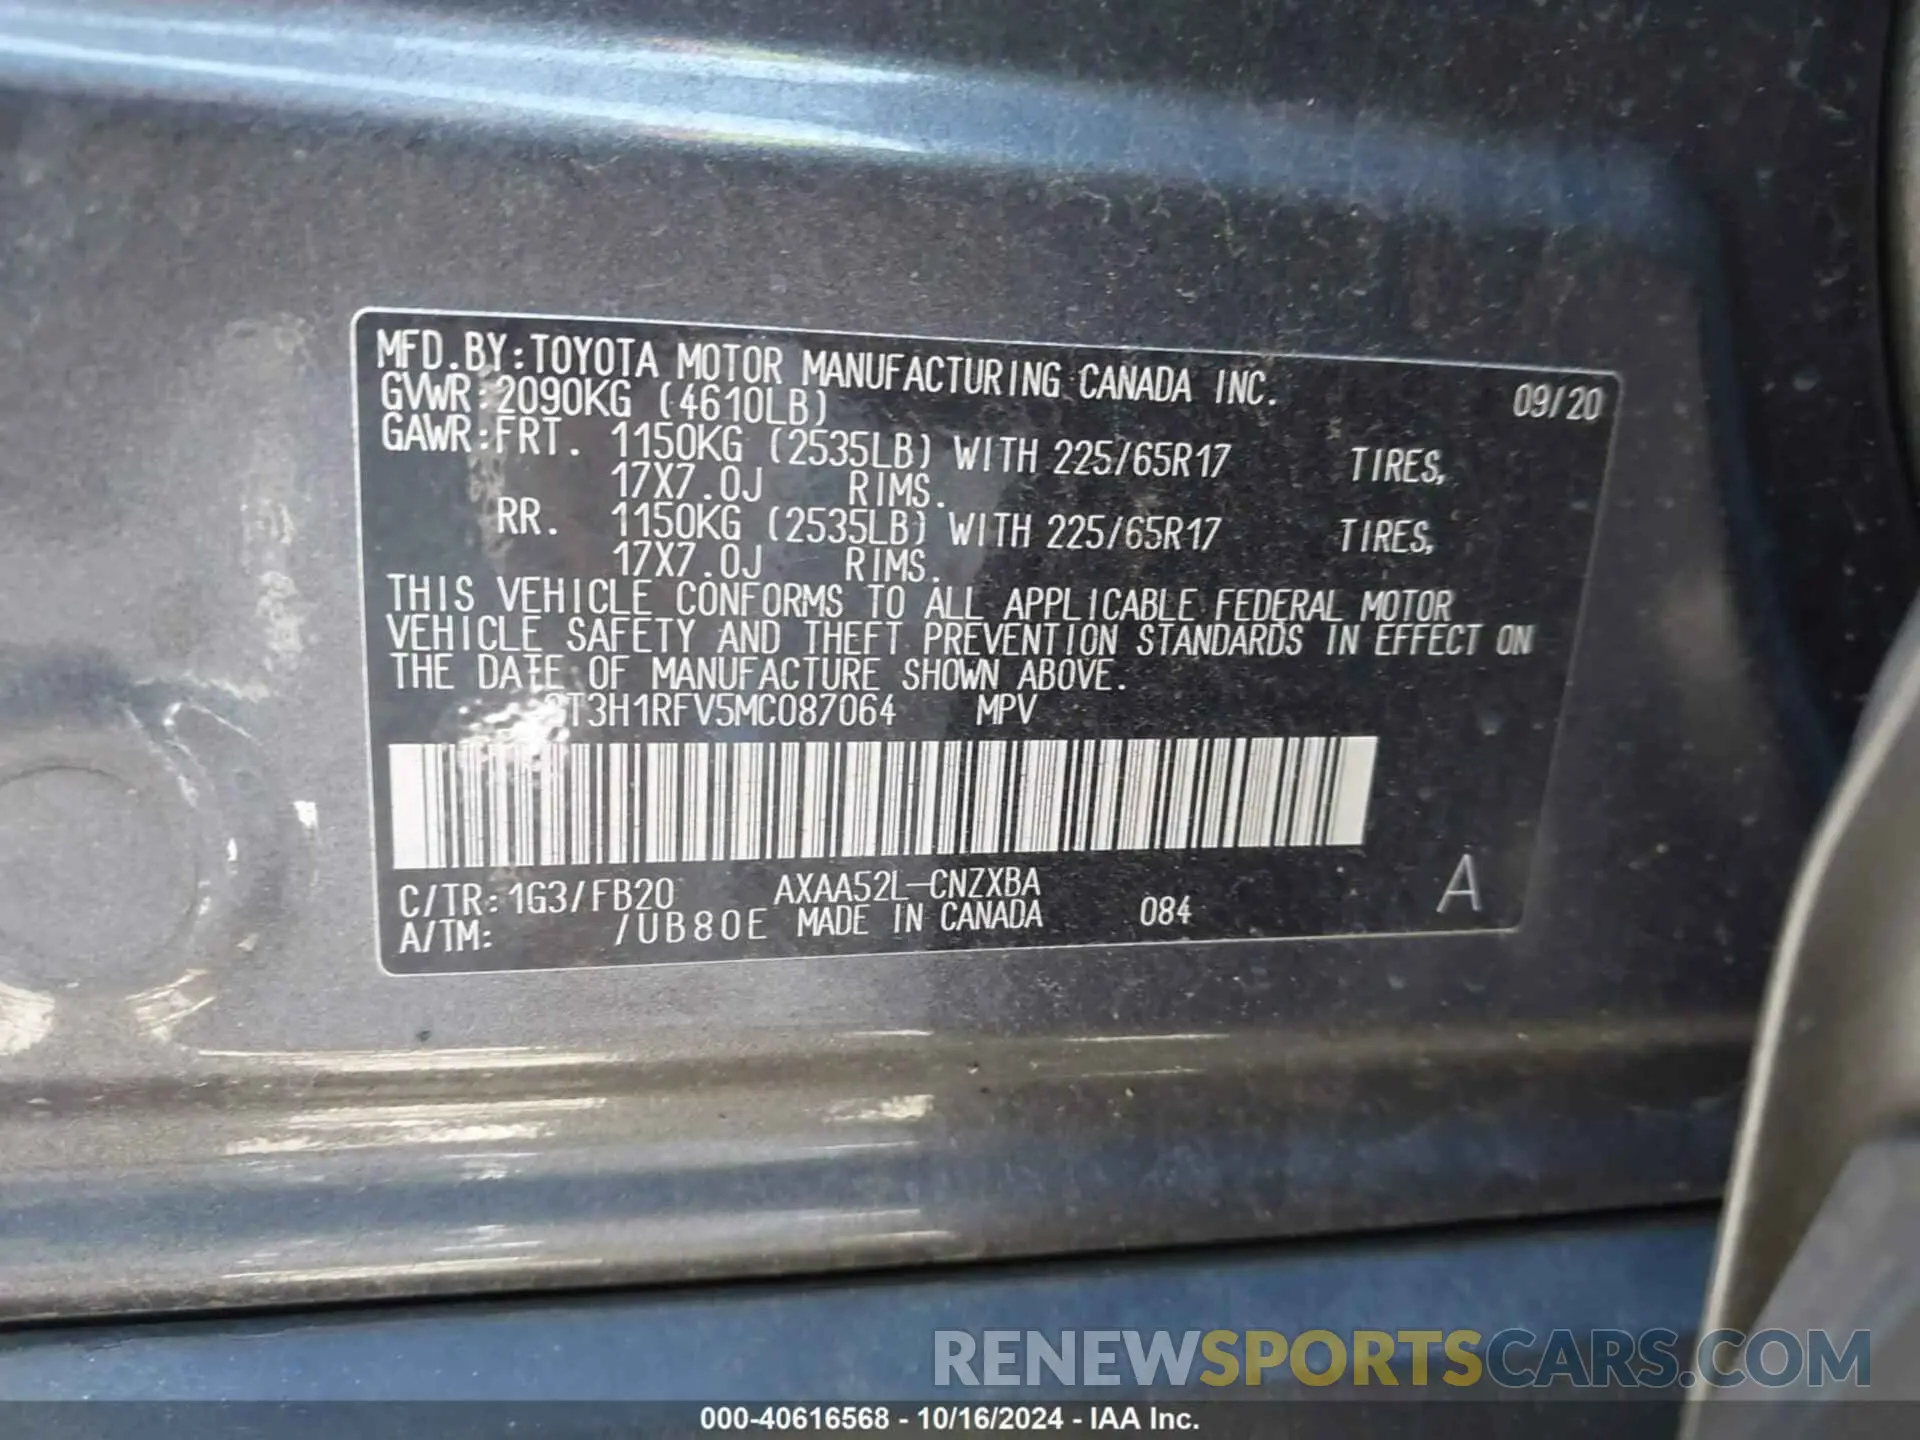 MFD.BY:TOYOTA MOTOR MANUFACTURING CANADA INC. 09/20
GVWR:2090KG (4610LB)
GAWR:FRT. 1150KG (2535LB) WITH 225/65R17 TIRES,
17X7.0J RIMS.
RR. 1150KG (2535LB) WITH 225/65R17 TIRES,
17X7.0J RIMS.
THIS VEHICLE CONFORMS TO ALL APPLICABLE FEDERAL MOTOR
VEHICLE SAFETY AND THEFT PREVENTION STANDARDS IN EFFECT ON
THE DATE OF MANUFACTURE SHOWN ABOVE.
2T3H1RFV5MC087064 MPV
C/TR:1G3/FB20 AXAA52L-CNZXBA
A/TM: /UB80E MADE IN CANADA 084 A
RENEWSPORTSCARS.COM
000-40616568 - 10/16/2024 - IAA Inc.